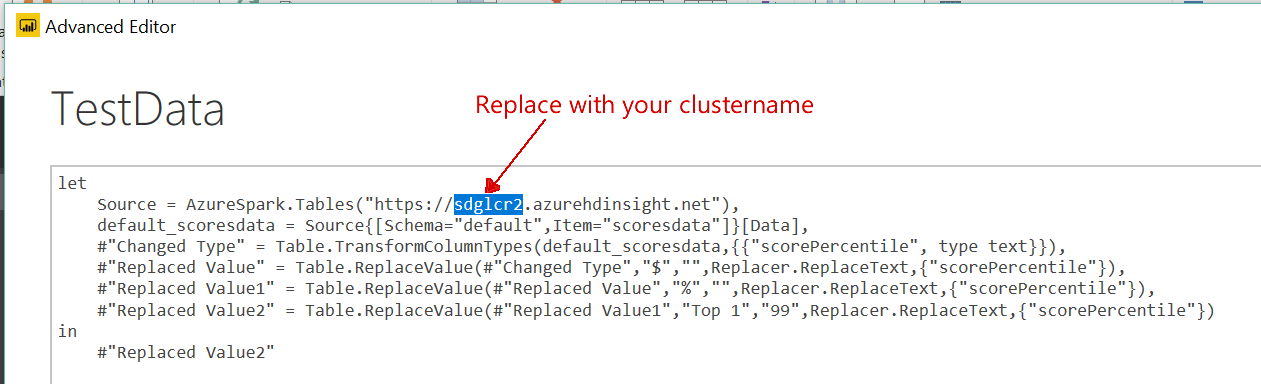 Advanced Editor
TestData
Replace with your clustername
let
Source = AzureSpark.Tables("https://sdglcr2.azurehdinsight.net"),
default_scoresdata = Source{[Schema="default",Item="scoresdata"]}[Data],
#"Changed Type" = Table.TransformColumnTypes(default_scoresdata,{{"scorePercentile", type text}}),
#"Replaced Value" = Table.ReplaceValue(#"Changed Type","$","",Replacer.ReplaceText,{"scorePercentile"}),
#"Replaced Value1" = Table.ReplaceValue(#"Replaced Value","%","",Replacer.ReplaceText,{"scorePercentile"}),
#"Replaced Value2" = Table.ReplaceValue(#"Replaced Value1","Top 1","99",Replacer.ReplaceText,{"scorePercentile"})
in
#"Replaced Value2"